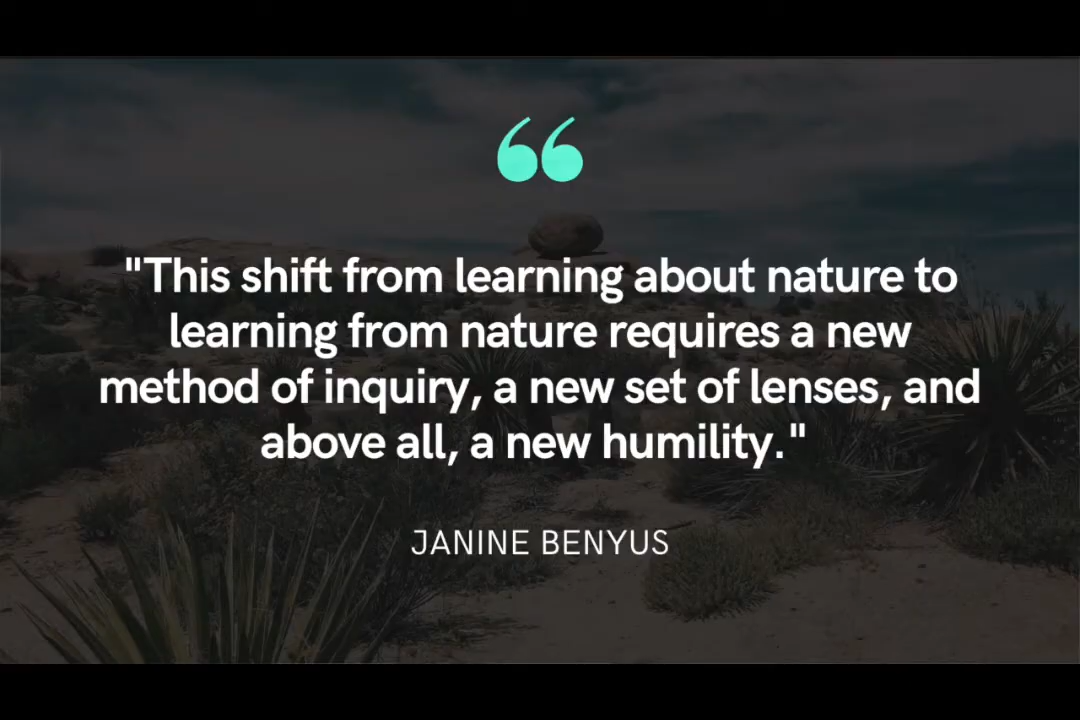 "This shift from learning about nature to
learning from nature requires a new
method of inquiry, a new set of lenses, and
above all, a new humility."
JANINE BENYUS